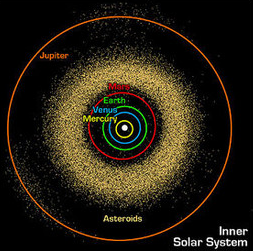 Jupiter
Mars
Earth
Venus
Mercury
Asteroids
Inner
Solar System